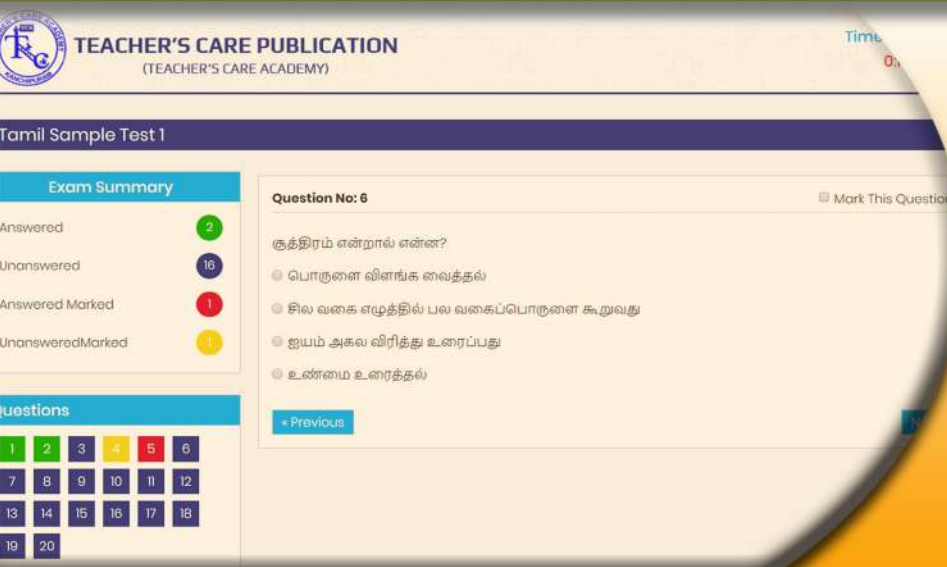 TEACHER'S CARE PUBLICATION
(TEACHER'S CARE ACADEMY)
Tamil Sample Test 1
Exam Summary
Answered 2
Unanswered 16
Answered Marked 1
UnansweredMarked 1
Questions
1 2 3 4 5 6
7 8 9 10 11 12
13 14 15 16 17 18
19 20
Question No: 6
Mark This Question
சூத்திரம் என்றால் என்ன?
பொருளை விளங்க வைத்தல்
சில வகை எழுத்தில் பல வகைப்பொருளை கூறுவது
ஐயம் அகல விரித்து உரைப்பது
உண்மை உரைத்தல்
« Previous